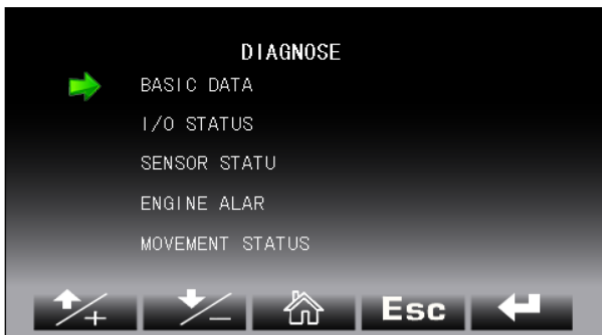 DIAGNOSE
BASIC DATA
I/O STATUS
SENSOR STATU
ENGINE ALAR
MOVEMENT STATUS
Esc